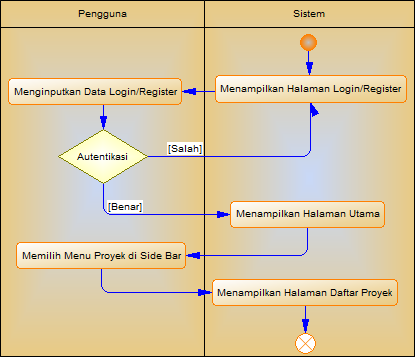 Pengguna
Sistem
Menampilkan Halaman Login/Register
Menginputkan Data Login/Register
Autentikasi
[Salah]
[Benar]
Menampilkan Halaman Utama
Memilih Menu Proyek di Side Bar
Menampilkan Halaman Daftar Proyek